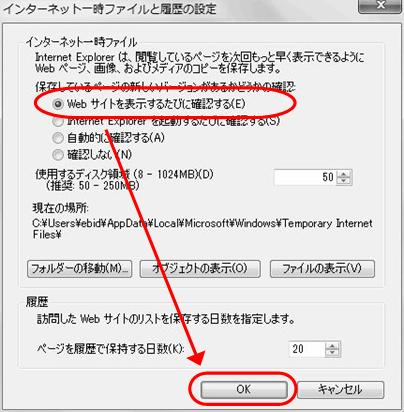 インターネット一時ファイルと履歴の設定
インターネット一時ファイル
Internet Explorer は、閲覧しているページを次回もっと早く表示できるように
Web ページ、画像、およびメディアのコピーを保存します。
保存しているページの新しいバージョンがあるかどうかの確認:
Web サイトを表示するたびに確認する(E)
Internet Explorer を起動するたびに確認する(S)
自動的に確認する(A)
確認しない(N)
使用するディスク領域 (8 - 1024MB)(D)
(推奨: 50 - 250MB)
50
現在の場所:
C:¥Users¥ebid¥AppData¥Local¥Microsoft¥Windows¥Temporary Internet
Files¥
フォルダーの移動(M)... オブジェクトの表示(O) ファイルの表示(V)
履歴
訪問した Web サイトのリストを保存する日数を指定します。
ページを履歴で保持する日数(K): 20
OK キャンセル